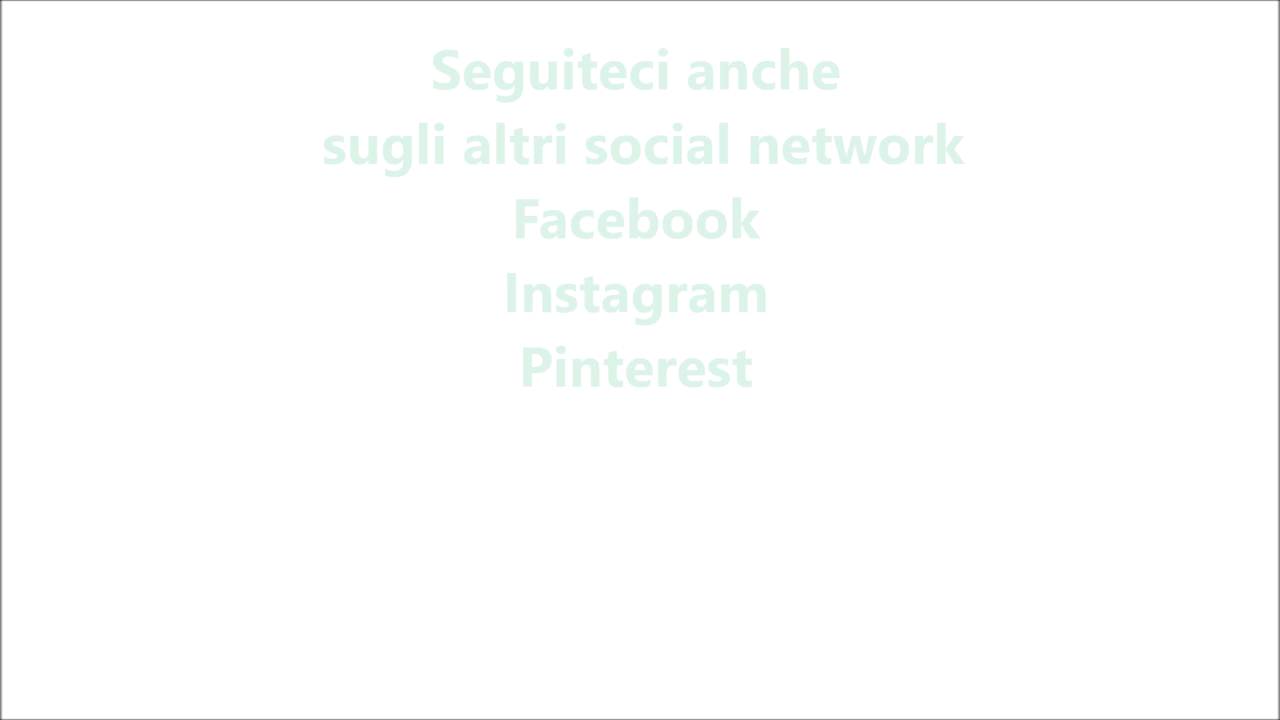 Seguiteci anche
sugli altri social network
Facebook
Instagram
Pinterest